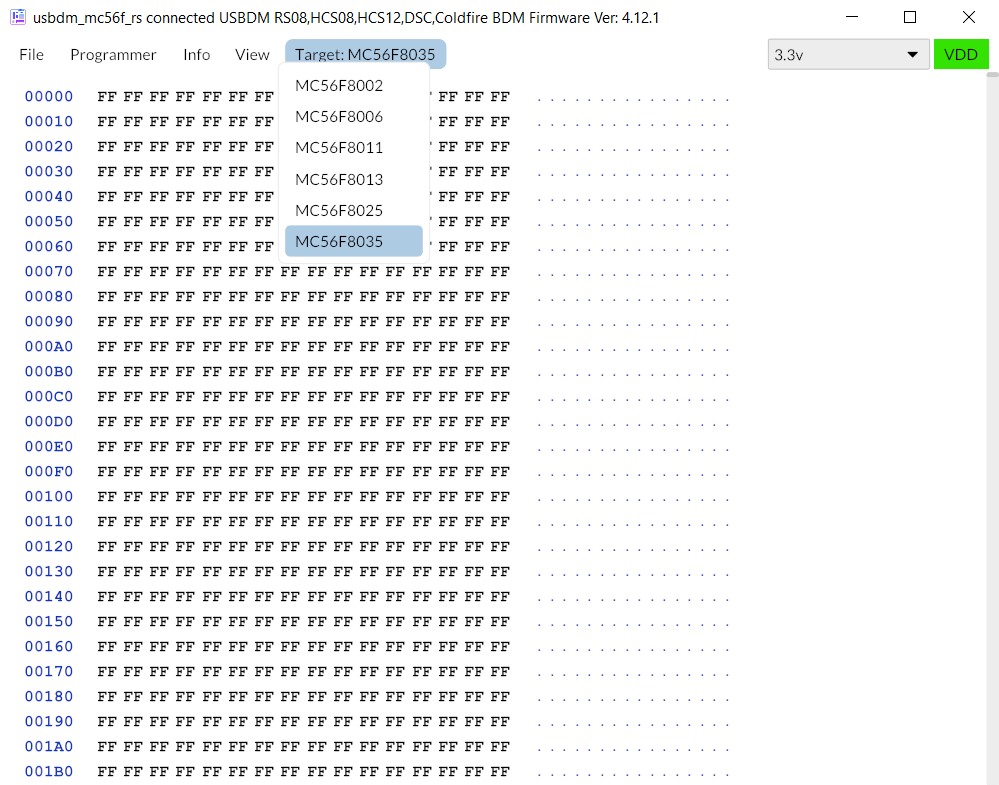 usbdm_mc56f_rs connected USBDM RS08,HCS08,HCS12,DSC,Coldfire BDM Firmware Ver: 4.12.1
File Programmer Info View Target: MC56F8035 3.3v VDD
MC56F8002
MC56F8006
MC56F8011
MC56F8013
MC56F8025
MC56F8035
00000 FF FF FF FF FF FF FF FF FF FF . . . . . . . . . . . . . . . .
00010 FF FF FF FF FF FF FF FF FF FF . . . . . . . . . . . . . . . .
00020 FF FF FF FF FF FF FF FF FF FF . . . . . . . . . . . . . . . .
00030 FF FF FF FF FF FF FF FF FF FF . . . . . . . . . . . . . . . .
00040 FF FF FF FF FF FF FF FF FF FF . . . . . . . . . . . . . . . .
00050 FF FF FF FF FF FF FF FF FF FF . . . . . . . . . . . . . . . .
00060 FF FF FF FF FF FF FF FF FF FF . . . . . . . . . . . . . . . .
00070 FF FF FF FF FF FF FF FF FF FF FF FF FF FF FF FF . . . . . . . . . . . . . . . .
00080 FF FF FF FF FF FF FF FF FF FF FF FF FF FF FF FF . . . . . . . . . . . . . . . .
00090 FF FF FF FF FF FF FF FF FF FF FF FF FF FF FF FF . . . . . . . . . . . . . . . .
000A0 FF FF FF FF FF FF FF FF FF FF FF FF FF FF FF FF . . . . . . . . . . . . . . . .
000B0 FF FF FF FF FF FF FF FF FF FF FF FF FF FF FF FF . . . . . . . . . . . . . . . .
000C0 FF FF FF FF FF FF FF FF FF FF FF FF FF FF FF FF . . . . . . . . . . . . . . . .
000D0 FF FF FF FF FF FF FF FF FF FF FF FF FF FF FF FF . . . . . . . . . . . . . . . .
000E0 FF FF FF FF FF FF FF FF FF FF FF FF FF FF FF FF . . . . . . . . . . . . . . . .
000F0 FF FF FF FF FF FF FF FF FF FF FF FF FF FF FF FF . . . . . . . . . . . . . . . .
00100 FF FF FF FF FF FF FF FF FF FF FF FF FF FF FF FF . . . . . . . . . . . . . . . .
00110 FF FF FF FF FF FF FF FF FF FF FF FF FF FF FF FF . . . . . . . . . . . . . . . .
00120 FF FF FF FF FF FF FF FF FF FF FF FF FF FF FF FF . . . . . . . . . . . . . . . .
00130 FF FF FF FF FF FF FF FF FF FF FF FF FF FF FF FF . . . . . . . . . . . . . . . .
00140 FF FF FF FF FF FF FF FF FF FF FF FF FF FF FF FF . . . . . . . . . . . . . . . .
00150 FF FF FF FF FF FF FF FF FF FF FF FF FF FF FF FF . . . . . . . . . . . . . . . .
00160 FF FF FF FF FF FF FF FF FF FF FF FF FF FF FF FF . . . . . . . . . . . . . . . .
00170 FF FF FF FF FF FF FF FF FF FF FF FF FF FF FF FF . . . . . . . . . . . . . . . .
00180 FF FF FF FF FF FF FF FF FF FF FF FF FF FF FF FF . . . . . . . . . . . . . . . .
00190 FF FF FF FF FF FF FF FF FF FF FF FF FF FF FF FF . . . . . . . . . . . . . . . .
001A0 FF FF FF FF FF FF FF FF FF FF FF FF FF FF FF FF . . . . . . . . . . . . . . . .
001B0 FF FF FF FF FF FF FF FF FF FF FF FF FF FF FF FF . . . . . . . . . . . . . . . .